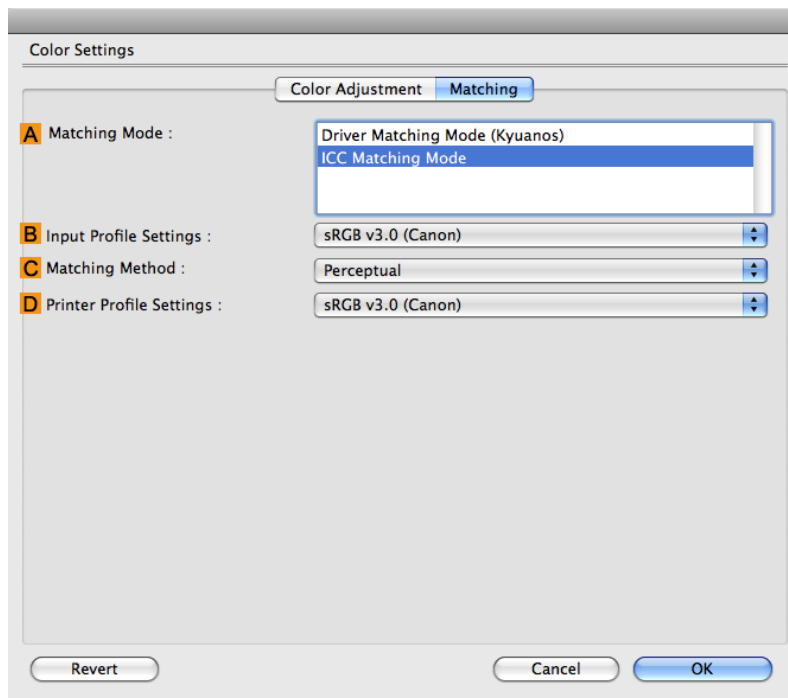 Color Settings
Color Adjustment Matching
A Matching Mode :
Driver Matching Mode (Kyuanos)
ICC Matching Mode
B Input Profile Settings : sRGB v3.0 (Canon)
C Matching Method : Perceptual
D Printer Profile Settings : sRGB v3.0 (Canon)
Revert Cancel OK